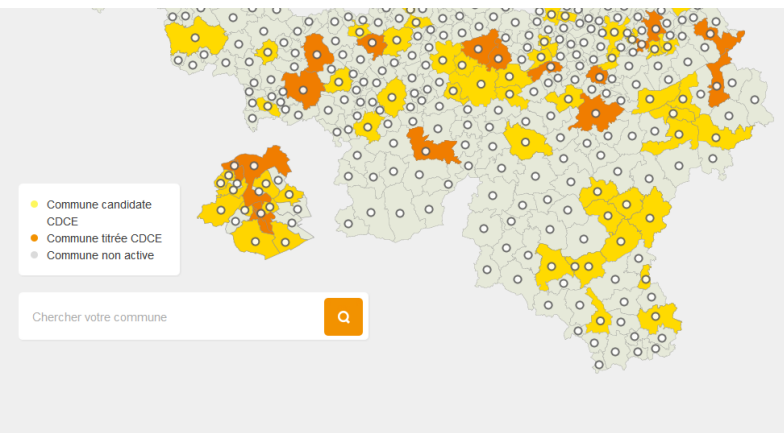 Commune candidate
CDCE
Commune titrée CDCE
Commune non active
Chercher votre commune